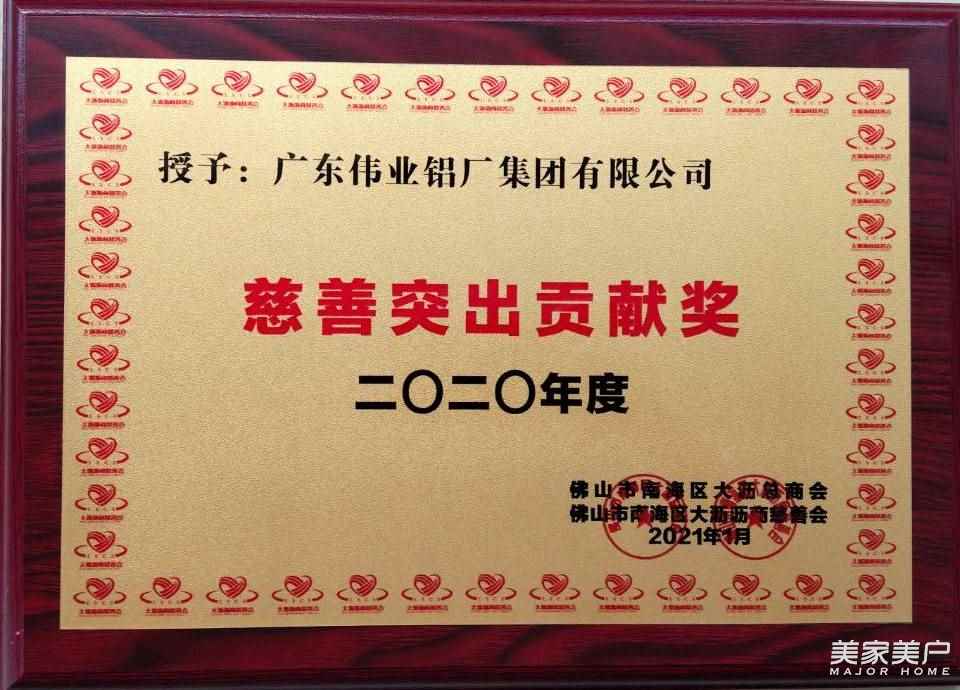 授予：广东伟业铝厂集团有限公司
慈善突出贡献奖
二〇二〇年度
佛山市南海区大沥总商会
佛山市南海区大沥沥商慈善会
2021年1月
美家美户
MAJOR HOME